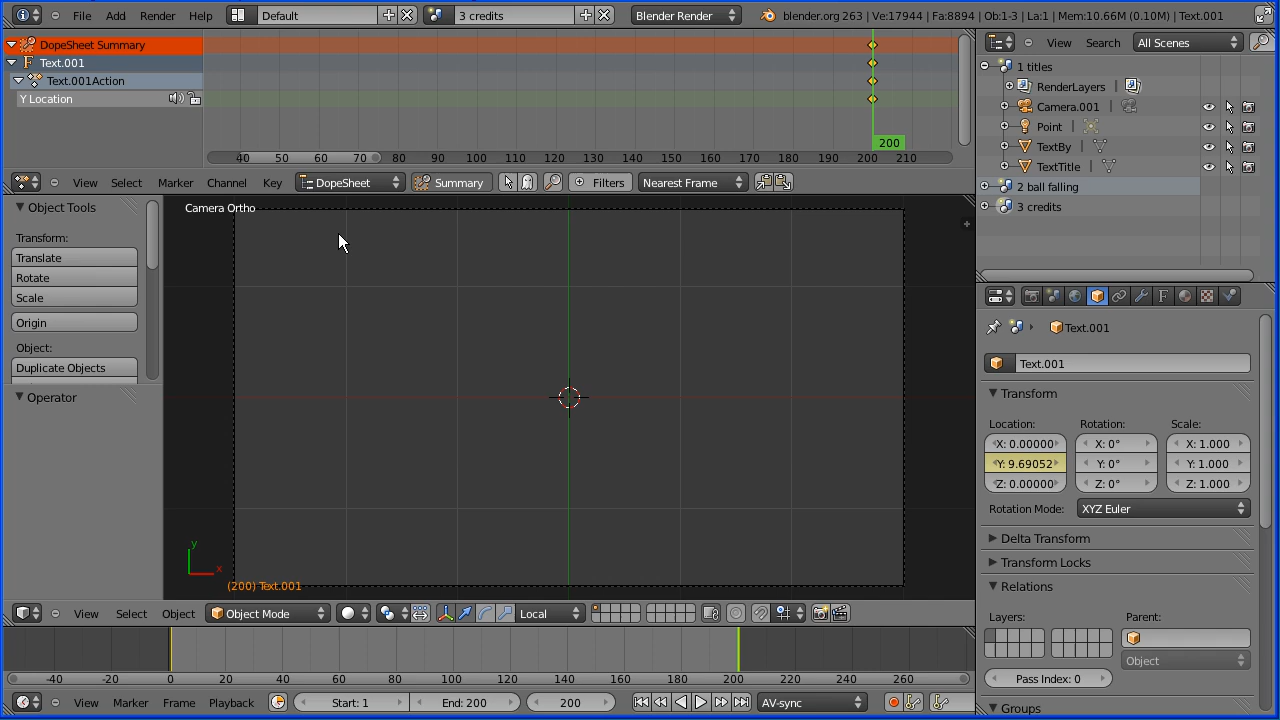 File Add Render Help Default 3 credits Blender Render blender.org 263 | Ve:17944 | Fa:8894 | Ob:1-3 | La:1 | Mem:10.66M (0.10M) | Text.001
DopeSheet Summary
Text.001
Text.001Action
Y Location
200
40 50 60 70 80 90 100 110 120 130 140 150 160 170 180 190 200 210
View Select Marker Channel Key DopeSheet Summary Filters Nearest Frame
View Search All Scenes
1 titles
RenderLayers |
Camera.001 |
Point |
TextBy |
TextTitle |
2 ball falling
3 credits
Object Tools
Transform:
Translate
Rotate
Scale
Origin
Object:
Duplicate Objects
Operator
Camera Ortho
y
x
(200) Text.001
View Select Object Object Mode Local
Text.001
Text.001
Transform
Location: Rotation: Scale:
X: 0.00000 X: 0° X: 1.000
Y: 9.69052 Y: 0° Y: 1.000
Z: 0.00000 Z: 0° Z: 1.000
Rotation Mode: XYZ Euler
Delta Transform
Transform Locks
Relations
Layers: Parent:
Object
Pass Index: 0
Groups
-40 -20 0 20 40 60 80 100 120 140 160 180 200 220 240 260
View Marker Frame Playback Start: 1 End: 200 200 AV-sync